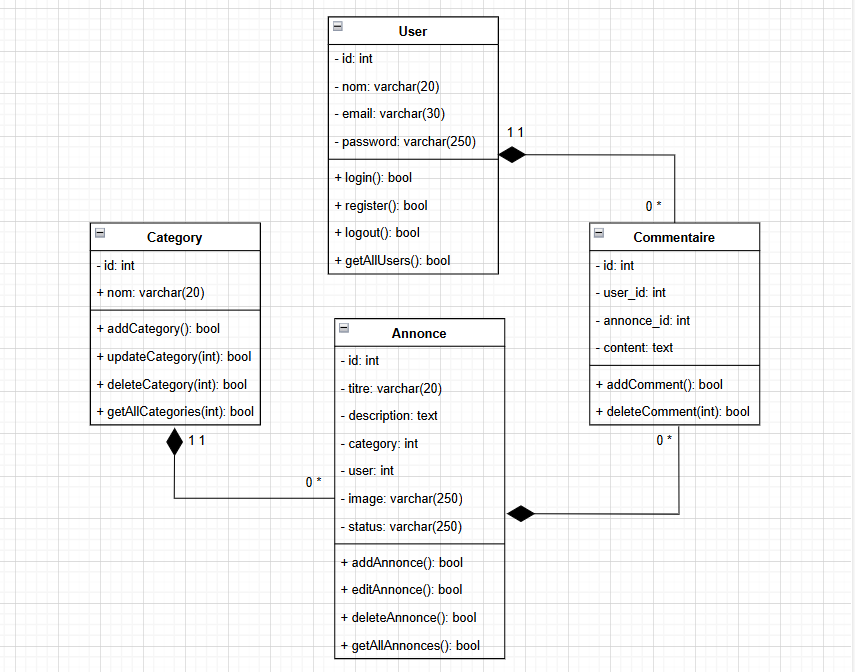 User
- id: int
- nom: varchar(20)
- email: varchar(30)
- password: varchar(250)
+ login(): bool
+ register(): bool
+ logout(): bool
+ getAllUsers(): bool
1 1
0 *
Category
- id: int
+ nom: varchar(20)
+ addCategory(): bool
+ updateCategory(int): bool
+ deleteCategory(int): bool
+ getAllCategories(int): bool
1 1
0 *
Commentaire
- id: int
- user_id: int
- annonce_id: int
- content: text
+ addComment(): bool
+ deleteComment(int): bool
0 *
Annonce
- id: int
- titre: varchar(20)
- description: text
- category: int
- user: int
- image: varchar(250)
- status: varchar(250)
+ addAnnonce(): bool
+ editAnnonce(): bool
+ deleteAnnonce(): bool
+ getAllAnnonces(): bool